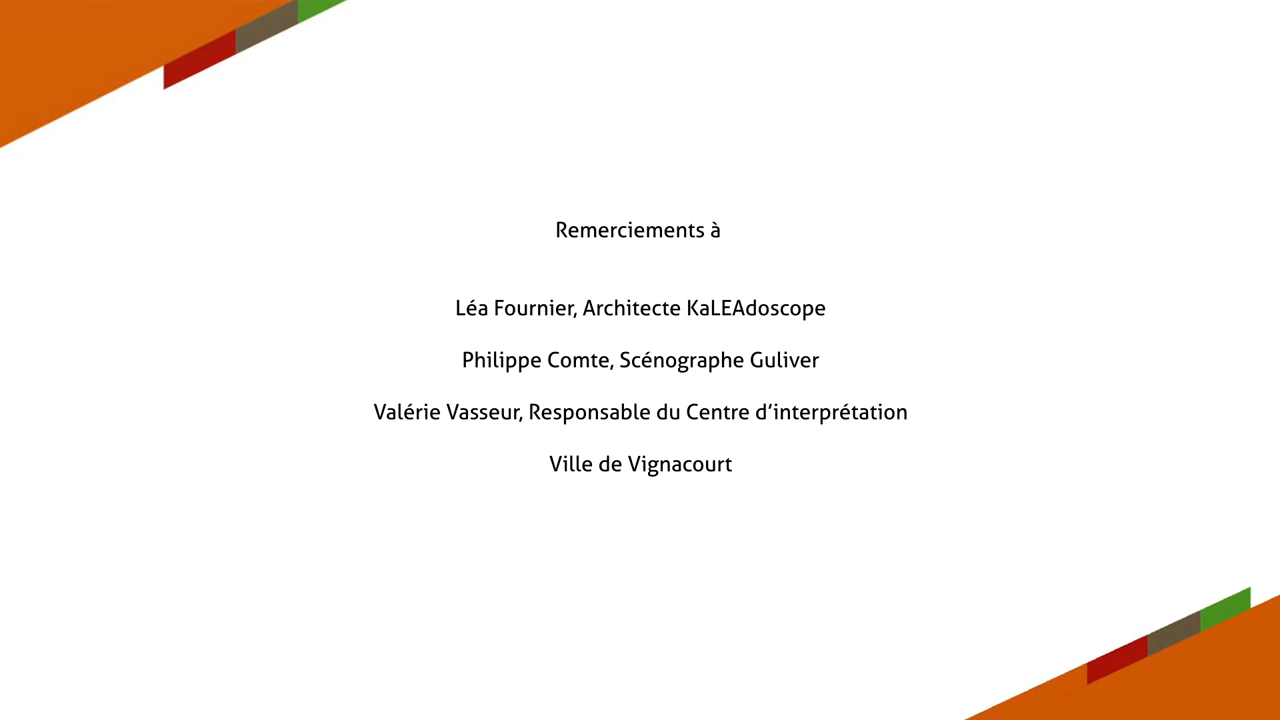 Remerciements à
Léa Fournier, Architecte KaLEAdoscope
Philippe Comte, Scénographe Guliver
Valérie Vasseur, Responsable du Centre d’interprétation
Ville de Vignacourt